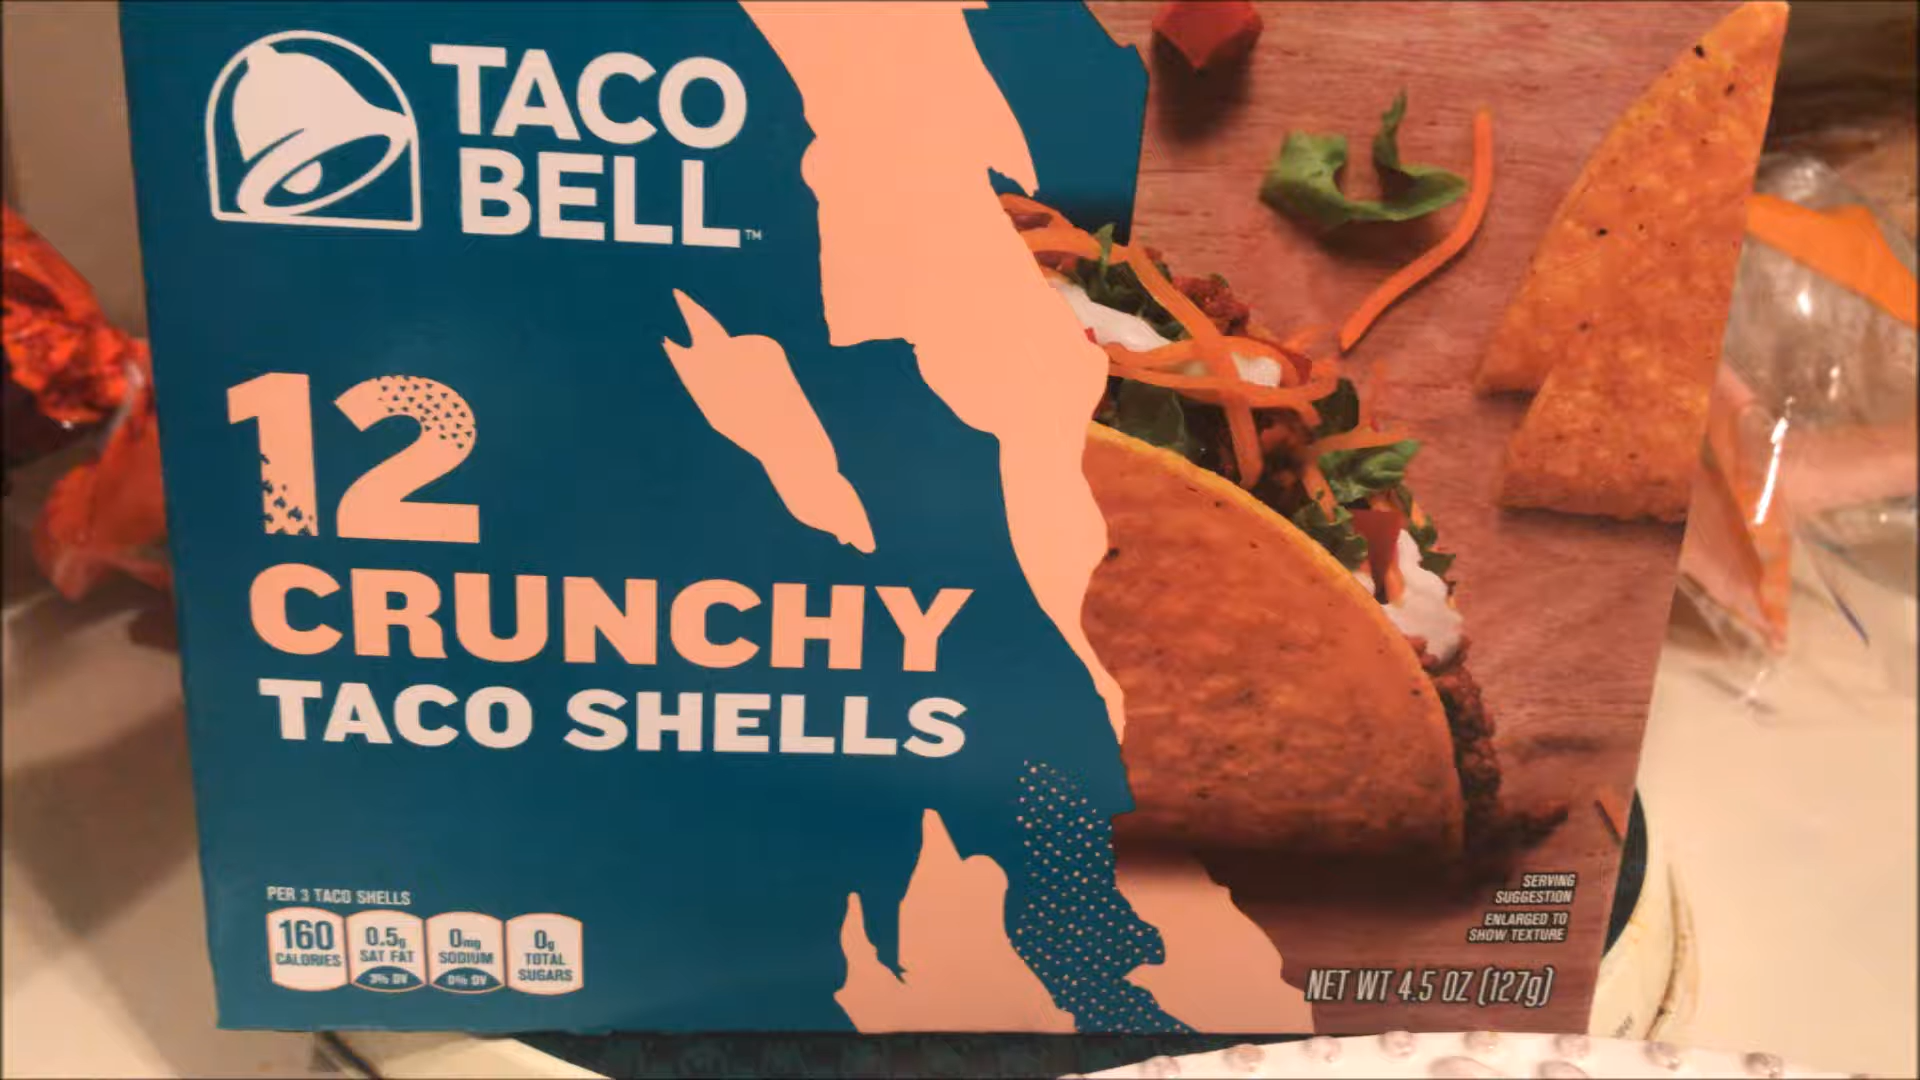 TACO
BELL™
12
CRUNCHY
TACO SHELLS
PER 3 TACO SHELLS
160
CALORIES
0.5g
SAT FAT
3% DV
0mg
SODIUM
0% DV
0g
TOTAL
SUGARS
SERVING
SUGGESTION
ENLARGED TO
SHOW TEXTURE
NET WT 4.5 OZ (127g)